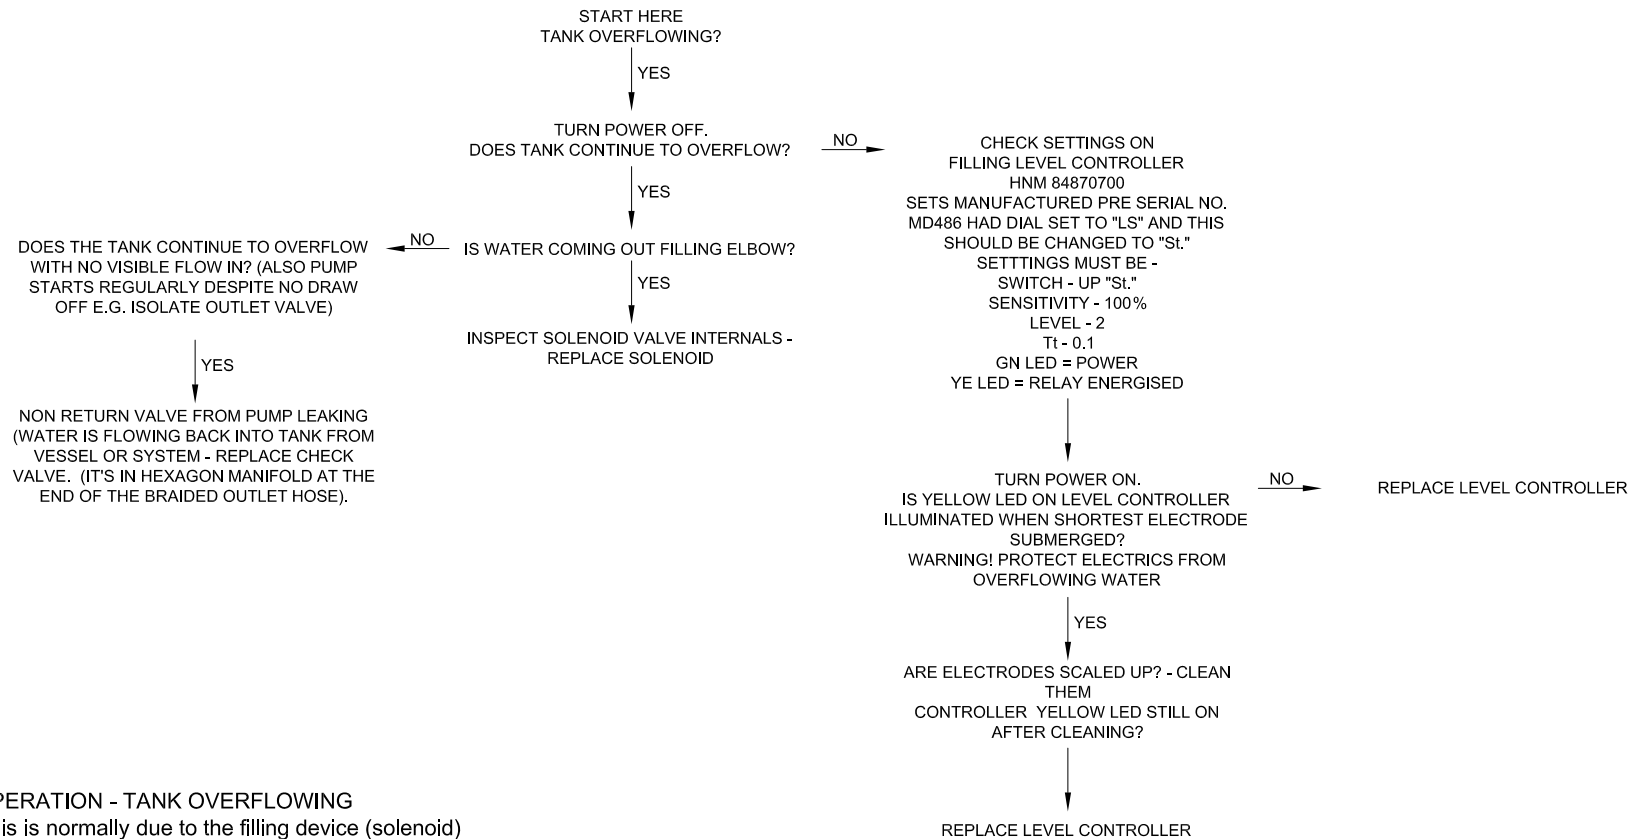 START HERE
TANK OVERFLOWING?
YES
TURN POWER OFF.
DOES TANK CONTINUE TO OVERFLOW?
NO
CHECK SETTINGS ON
FILLING LEVEL CONTROLLER
HNM 84870700
SETS MANUFACTURED PRE SERIAL NO.
MD486 HAD DIAL SET TO "LS" AND THIS
SHOULD BE CHANGED TO "St."
SETTTINGS MUST BE -
SWITCH - UP "St."
SENSITIVITY - 100%
LEVEL - 2
Tt - 0.1
GN LED = POWER
YE LED = RELAY ENERGISED
YES
IS WATER COMING OUT FILLING ELBOW?
NO
DOES THE TANK CONTINUE TO OVERFLOW
WITH NO VISIBLE FLOW IN? (ALSO PUMP
STARTS REGULARLY DESPITE NO DRAW
OFF E.G. ISOLATE OUTLET VALVE)
YES
INSPECT SOLENOID VALVE INTERNALS -
REPLACE SOLENOID
YES
NON RETURN VALVE FROM PUMP LEAKING
(WATER IS FLOWING BACK INTO TANK FROM
VESSEL OR SYSTEM - REPLACE CHECK
VALVE. (IT'S IN HEXAGON MANIFOLD AT THE
END OF THE BRAIDED OUTLET HOSE).
TURN POWER ON.
IS YELLOW LED ON LEVEL CONTROLLER
ILLUMINATED WHEN SHORTEST ELECTRODE
SUBMERGED?
WARNING! PROTECT ELECTRICS FROM
OVERFLOWING WATER
NO
REPLACE LEVEL CONTROLLER
YES
ARE ELECTRODES SCALED UP? - CLEAN
THEM
CONTROLLER YELLOW LED STILL ON
AFTER CLEANING?
REPLACE LEVEL CONTROLLER
PERATION - TANK OVERFLOWING
is is normally due to the filling device (solenoid)